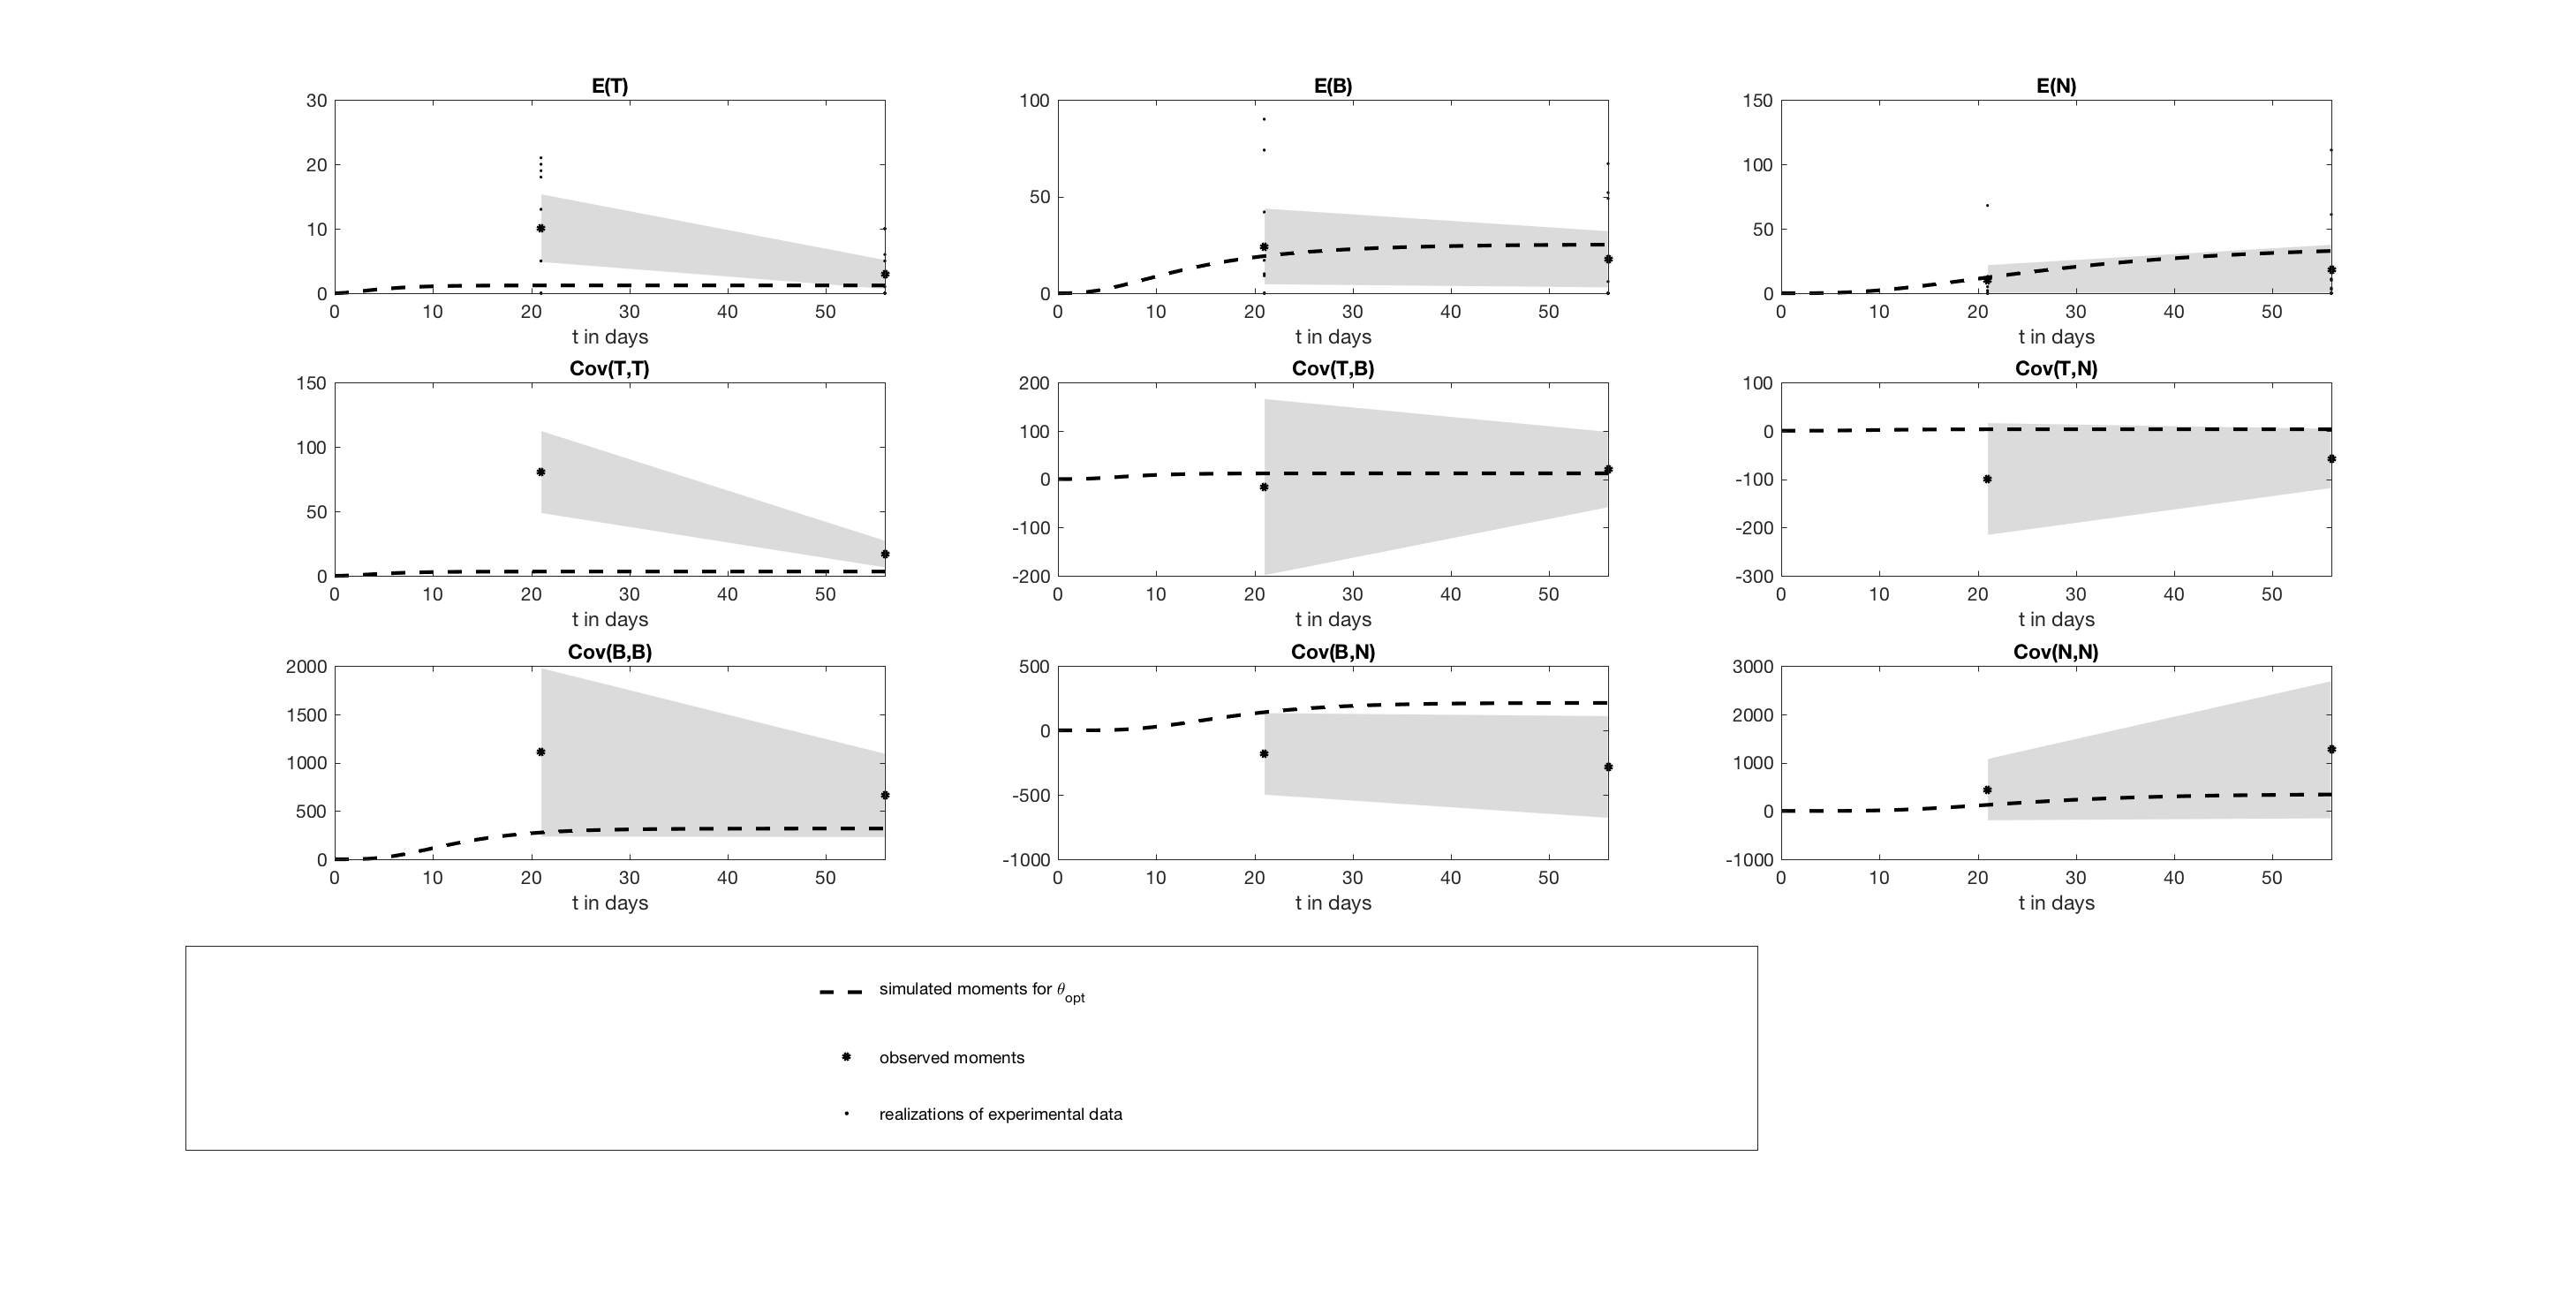 E(T)
30
20
10
0
0 10 20 30 40 50
t in days
E(B)
100
50
0
0 10 20 30 40 50
t in days
E(N)
150
100
50
0
0 10 20 30 40 50
t in days
Cov(T,T)
150
100
50
0
0 10 20 30 40 50
t in days
Cov(T,B)
200
100
0
-100
-200
0 10 20 30 40 50
t in days
Cov(T,N)
100
0
-100
-200
-300
0 10 20 30 40 50
t in days
Cov(B,B)
2000
1500
1000
500
0
0 10 20 30 40 50
t in days
Cov(B,N)
500
0
-500
-1000
0 10 20 30 40 50
t in days
Cov(N,N)
3000
2000
1000
0
-1000
0 10 20 30 40 50
t in days
simulated moments for θopt
observed moments
realizations of experimental data